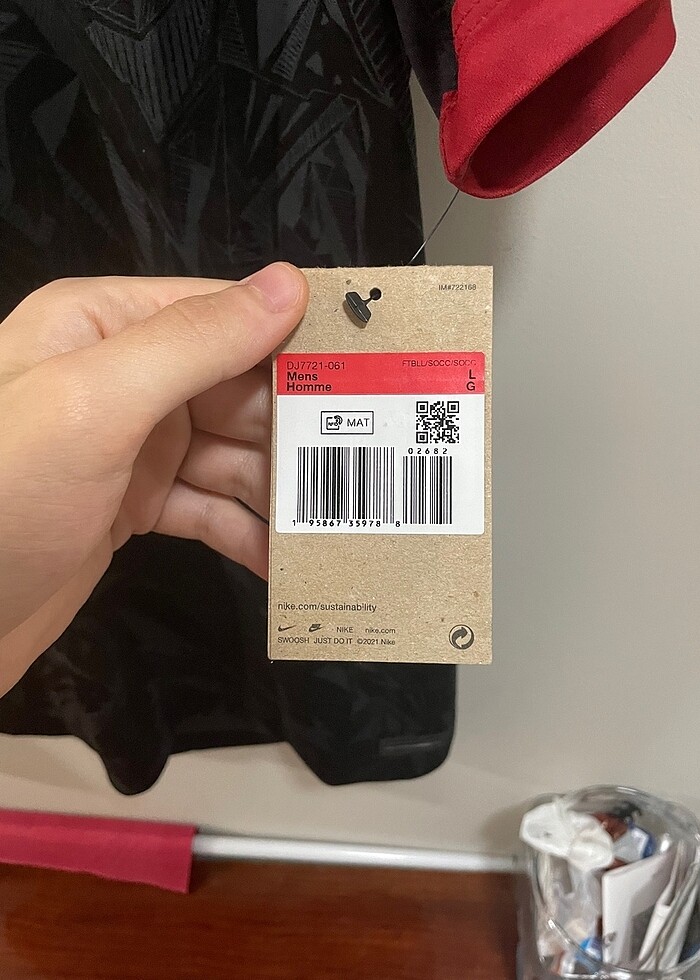 IM#722168
DJ7721-061 FTBLL/SOCC/SOCC
Mens L
Homme G
NFC MAT
02682
1 95867 35978 8
nike.com/sustainability
NIKE nike.com
SWOOSH JUST DO IT ©2021 Nike